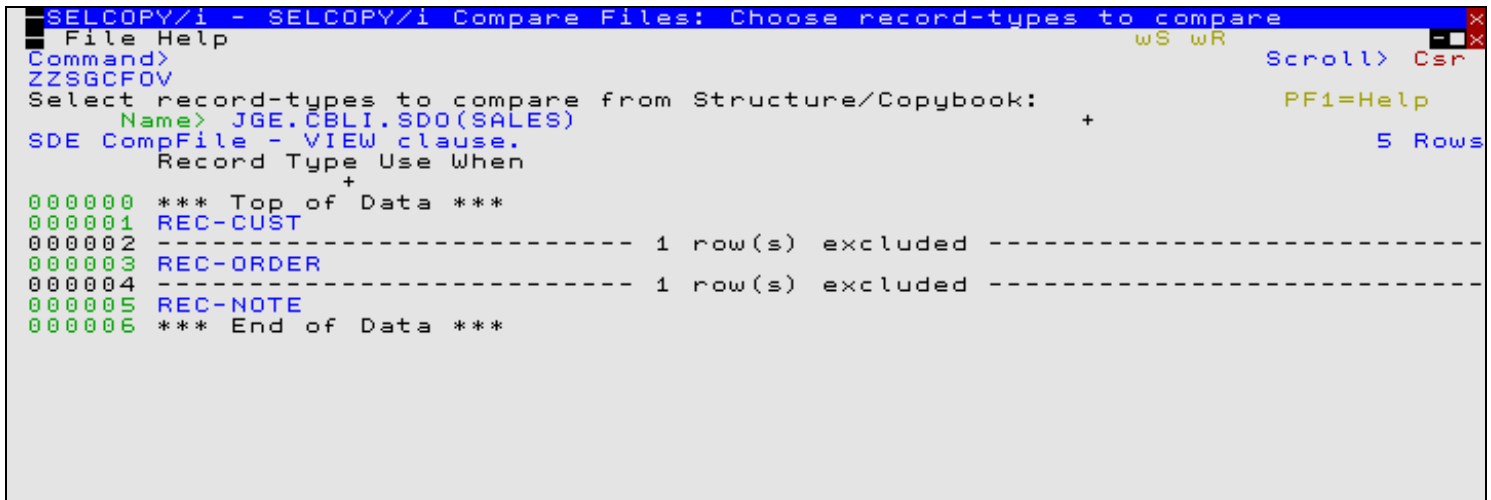 SELCOPY/i - SELCOPY/i Compare Files: Choose record-types to compare ×
File Help wS wR ×
Command> Scroll> Csr
ZZSGCFOV
Select record-types to compare from Structure/Copybook: PF1=Help
Name> JGE.CBLI.SDO(SALES) +
SDE CompFile - VIEW clause. 5 Rows
Record Type Use When
+
000000 *** Top of Data ***
000001 REC-CUST
000002 -------------------------- 1 row(s) excluded ---------------------------
000003 REC-ORDER
000004 -------------------------- 1 row(s) excluded ---------------------------
000005 REC-NOTE
000006 *** End of Data ***